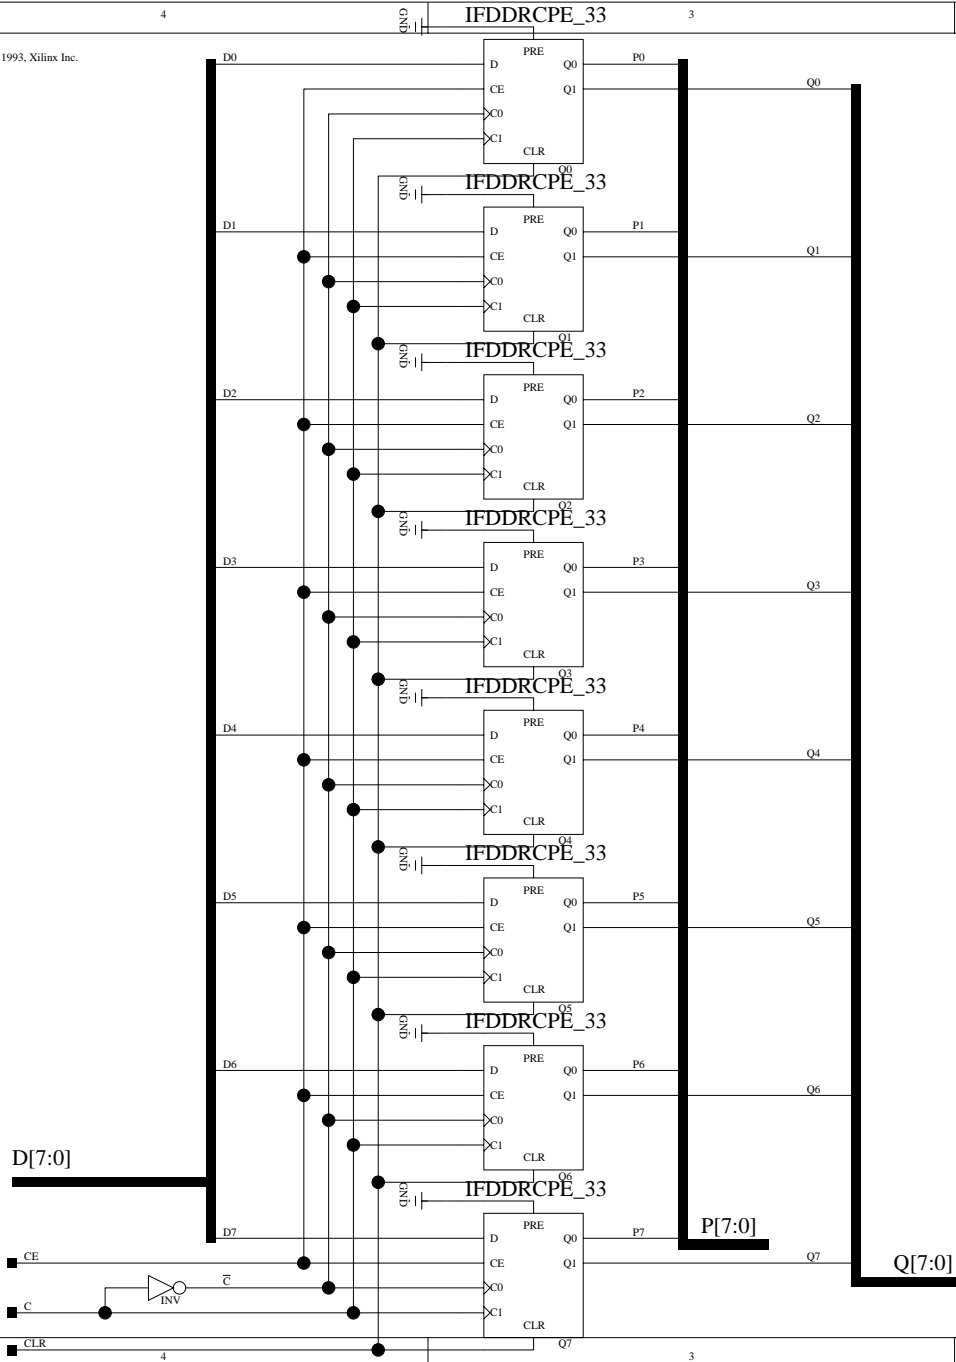 4 3
1993, Xilinx Inc.
GND IFDDRCPE_33
PRE
D0 D Q0 P0
CE Q1 Q0
C0
C1
CLR
Q0
GND IFDDRCPE_33
PRE
D1 D Q0 P1
CE Q1 Q1
C0
C1
CLR
Q1
GND IFDDRCPE_33
PRE
D2 D Q0 P2
CE Q1 Q2
C0
C1
CLR
Q2
GND IFDDRCPE_33
PRE
D3 D Q0 P3
CE Q1 Q3
C0
C1
CLR
Q3
GND IFDDRCPE_33
PRE
D4 D Q0 P4
CE Q1 Q4
C0
C1
CLR
Q4
GND IFDDRCPE_33
PRE
D5 D Q0 P5
CE Q1 Q5
C0
C1
CLR
Q5
GND IFDDRCPE_33
PRE
D6 D Q0 P6
CE Q1 Q6
C0
C1
CLR
Q6
D[7:0]
GND IFDDRCPE_33
PRE
P[7:0]
D7 D Q0 P7
CE CE Q1 Q7 Q[7:0]
C̅ C0
INV
C C1
CLR
CLR Q7
4 3